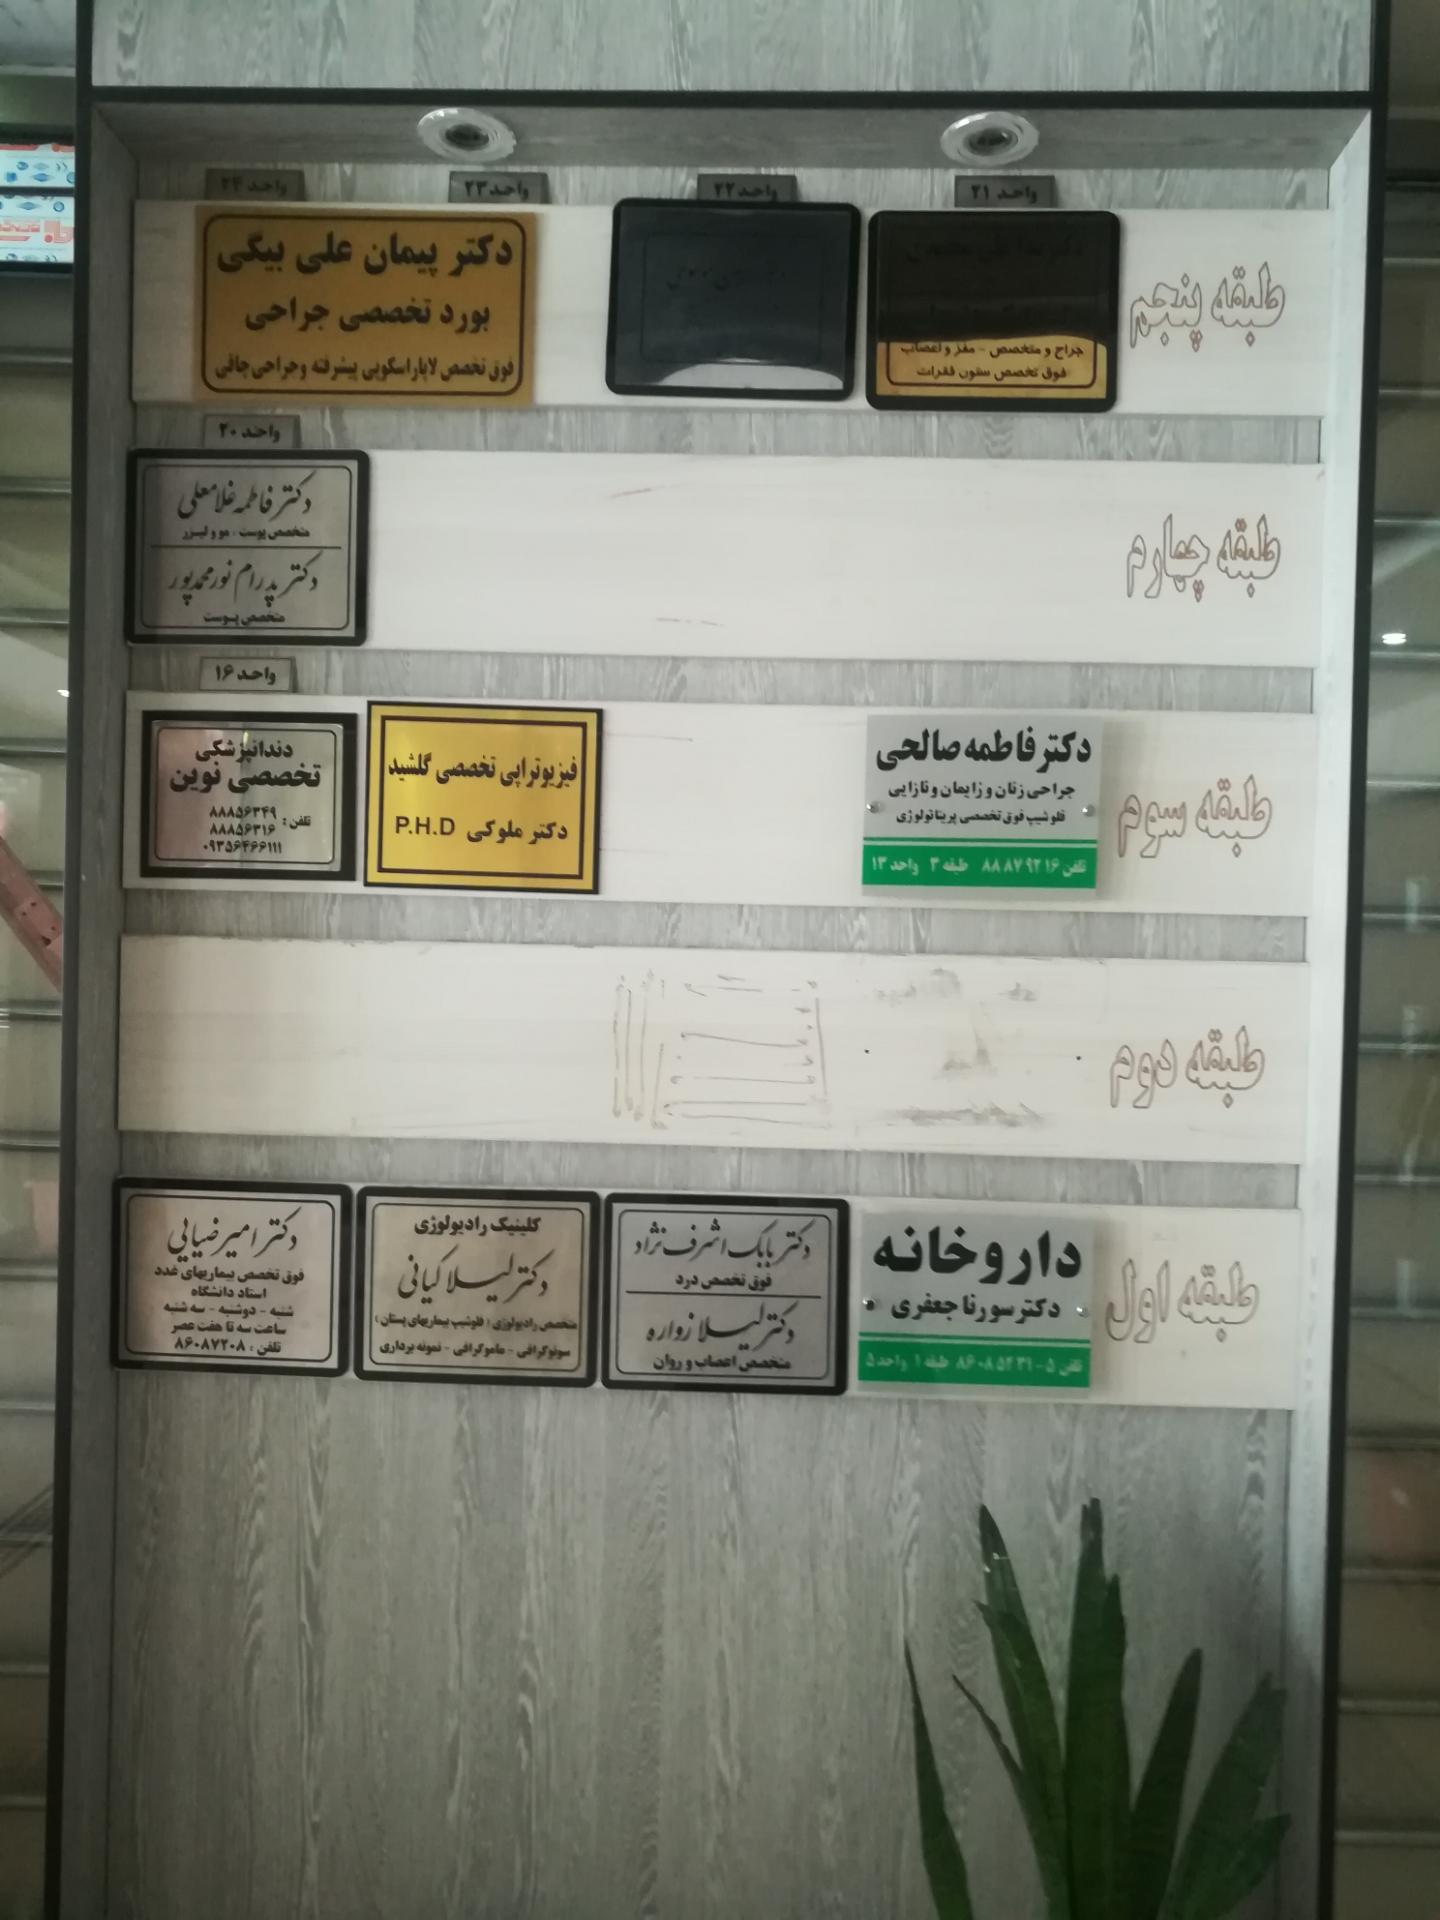 واحد ۲۱
واحد ۲۲
واحد ۲۳
واحد ۲۴
طبقه پنجم
جراح و متخصص - مغز و اعصاب
فوق تخصص ستون فقرات
دکتر پیمان علی بیگی
بورد تخصصی جراحی
فوق تخصص لاپاراسکوپی پیشرفته وجراحی چاقی
واحد ۲۰
طبقه چهارم
دکتر فاطمه غلامعلی
متخصص پوست ، مو و لیزر
دکتر پدرام نورمحمدپور
متخصص پوست
واحد ۱۶
طبقه سوم
دکتر فاطمه صالحی
جراحی زنان و زایمان و نازایی
فلوشیپ فوق تخصصی پریناتولوژی
تلفن ۸۸۸۷۹۲۱۶ طبقه ۳ واحد ۱۳
فیزیوتراپی تخصصی گلشید
دکتر ملوکی P.H.D
دندانپزشکی
تخصصی نوین
تلفن : ۸۸۸۵۶۳۴۹
۸۸۸۵۶۳۱۶
۰۹۳۵۶۴۶۶۱۱۱
طبقه دوم
طبقه اول
داروخانه
دکتر سورنا جعفری
تلفن ۵ - ۸۶۰۸۵۴۳۱ طبقه ۱ واحد ۵
دکتر بابک اشرف نژاد
فوق تخصص درد
دکتر لیلا زواره
متخصص اعصاب و روان
کلینیک رادیولوژی
دکتر لیلا کیانی
متخصص رادیولوژی ( فلوشیپ بیماریهای پستان )
سونوگرافی - ماموگرافی - نمونه برداری
دکتر امیر ضیایی
فوق تخصص بیماریهای غدد
استاد دانشگاه
شنبه - دوشنبه - سه شنبه
ساعت سه تا هفت عصر
تلفن : ۸۶۰۸۷۲۰۸